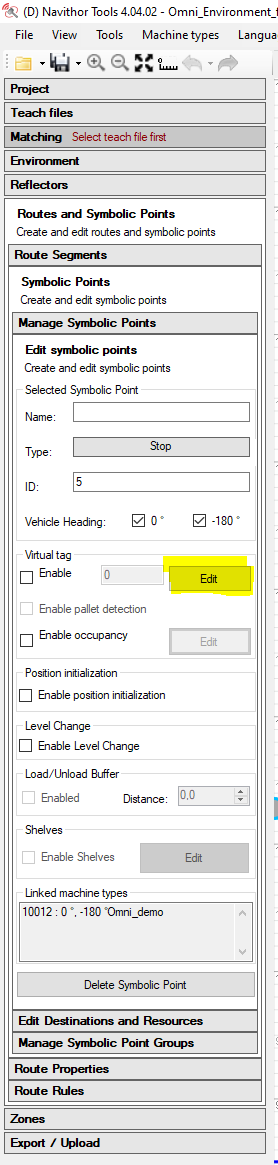 (D) Navithor Tools 4.04.02 - Omni_Environment_
File View Tools Machine types Langua
Project
Teach files
Matching Select teach file first
Environment
Reflectors
Routes and Symbolic Points
Create and edit routes and symbolic points
Route Segments
Symbolic Points
Create and edit symbolic points
Manage Symbolic Points
Edit symbolic points
Create and edit symbolic points
Selected Symbolic Point
Name:
Type: Stop
ID: 5
Vehicle Heading: 0 ° -180 °
Virtual tag
Enable 0 Edit
Enable pallet detection
Enable occupancy Edit
Position initialization
Enable position initialization
Level Change
Enable Level Change
Load/Unload Buffer
Enabled Distance: 0,0
Shelves
Enable Shelves Edit
Linked machine types
10012 : 0 °, -180 °Omni_demo
Delete Symbolic Point
Edit Destinations and Resources
Manage Symbolic Point Groups
Route Properties
Route Rules
Zones
Export / Upload